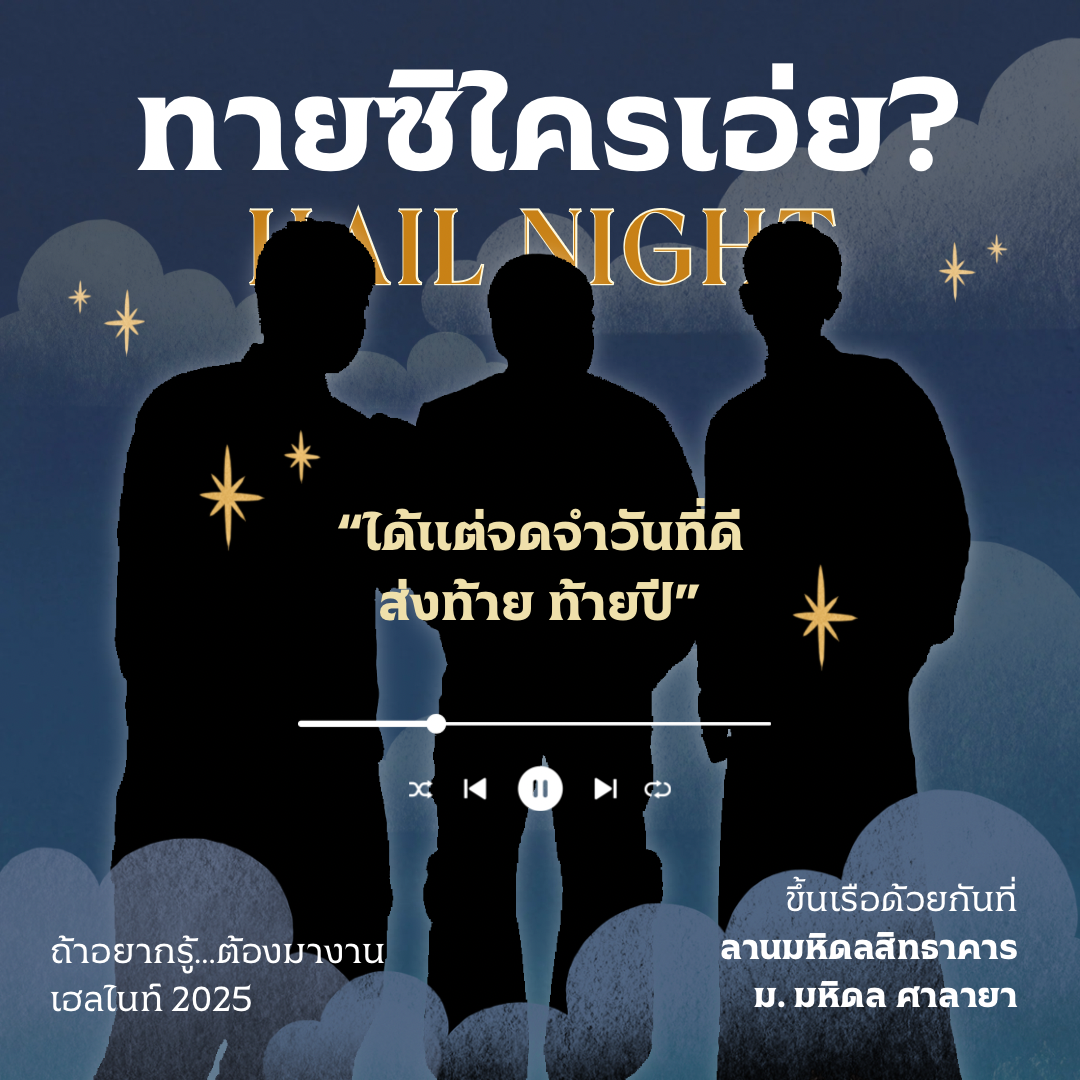 ทายซิใครเอ่ย?
HAIL NIGHT
“ได้แต่จดจำวันที่ดี
ส่งท้าย ท้ายปี”
ถ้าอยากรู้...ต้องมางาน
เฮลไนท์ 2025
ขึ้นเรือด้วยกันที่
ลานมหิดลสิทธาคาร
ม. มหิดล ศาลายา